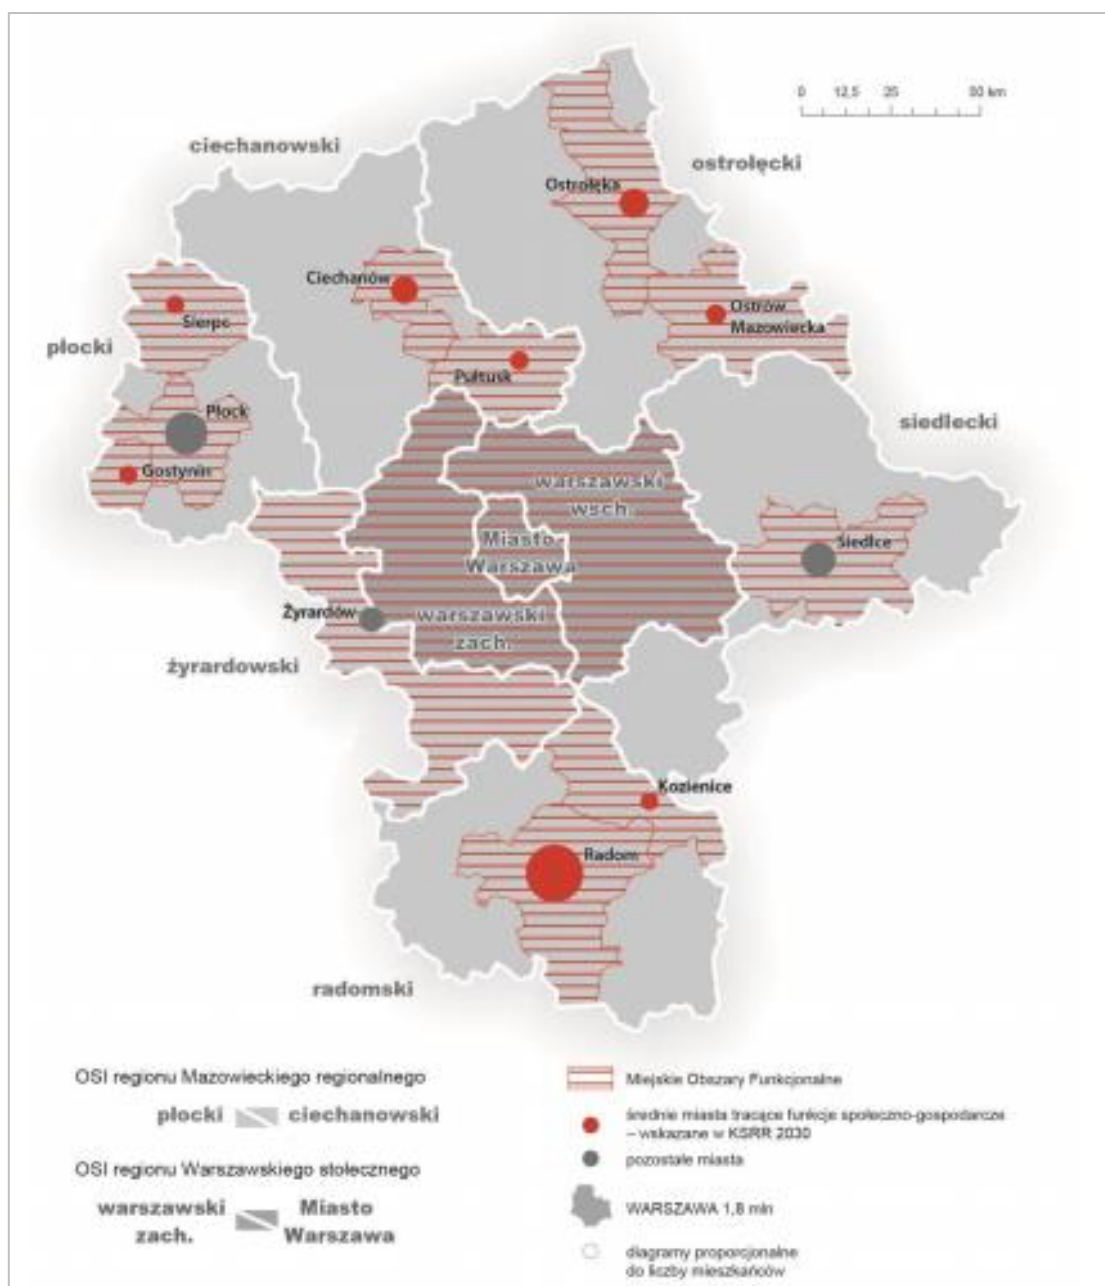 0 12,5 25 50 km
ciechanowski
ostrołęcki
Ostrołęka
Ciechanów
Sierpc
Ostrów
Mazowiecka
płocki
Pułtusk
Płock
siedlecki
Gostynin
warszawski
wsch.
Miasto
Warszawa
Siedlce
Żyrardów
warszawski
zach.
żyrardowski
Kozienice
Radom
radomski
OSI regionu Mazowieckiego regionalnego
płocki ciechanowski
OSI regionu Warszawskiego stołecznego
warszawski
zach.
Miasto
Warszawa
Miejskie Obszary Funkcjonalne
średnie miasta tracące funkcje społeczno-gospodarcze
– wskazane w KSRR 2030
pozostałe miasta
WARSZAWA 1,8 mln
diagramy proporcjonalne
do liczby mieszkańców